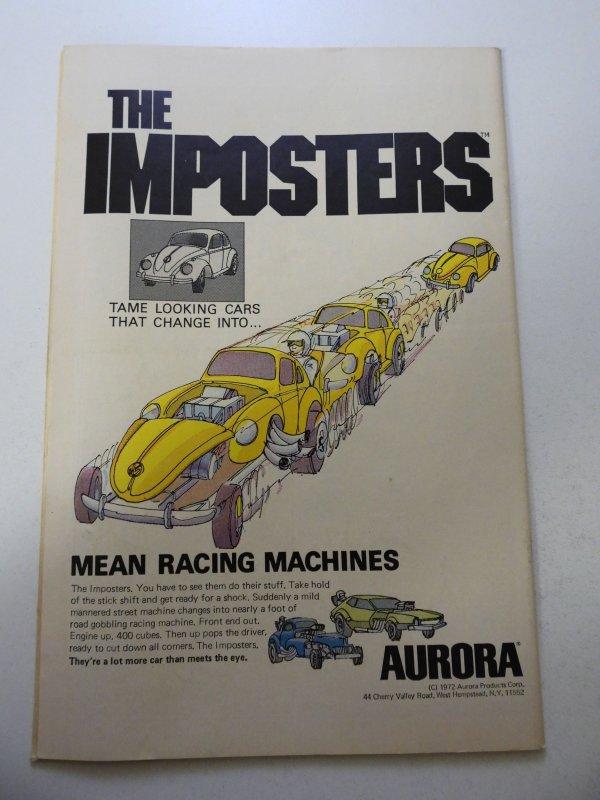 THE
IMPOSTERS™
TAME LOOKING CARS
THAT CHANGE INTO...
MEAN RACING MACHINES
The Imposters. You have to see them do their stuff. Take hold
of the stick shift and get ready for a shock. Suddenly a mild
mannered street machine changes into nearly a foot of
road gobbling racing machine. Front end out.
Engine up, 400 cubes. Then up pops the driver,
ready to cut down all corners. The Imposters.
They're a lot more car than meets the eye.
AURORA®
(C) 1972 Aurora Products Corp.
44 Cherry Valley Road, West Hempstead, N.Y. 11552